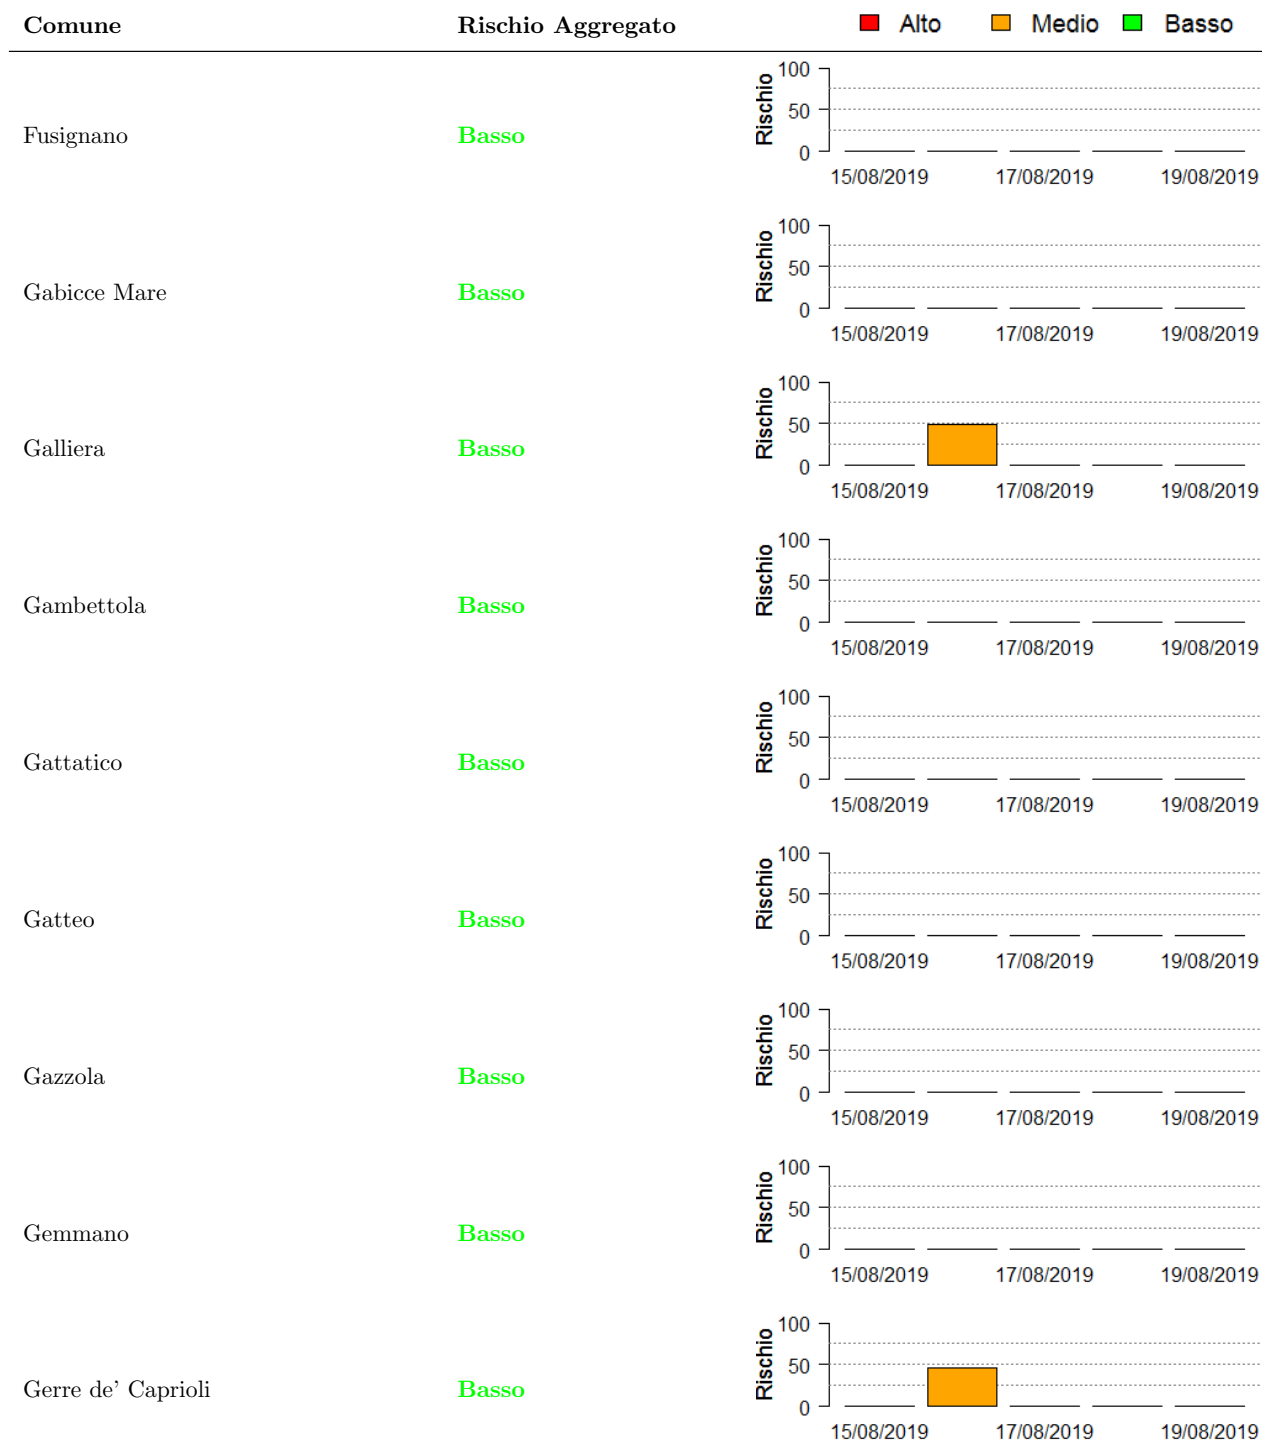 Comune Rischio Aggregato Alto Medio Basso
100
50
0
Rischio
Fusignano Basso
15/08/2019 17/08/2019 19/08/2019
100
50
0
Rischio
Gabicce Mare Basso
15/08/2019 17/08/2019 19/08/2019
100
50
0
Rischio
Galliera Basso
15/08/2019 17/08/2019 19/08/2019
100
50
0
Rischio
Gambettola Basso
15/08/2019 17/08/2019 19/08/2019
100
50
0
Rischio
Gattatico Basso
15/08/2019 17/08/2019 19/08/2019
100
50
0
Rischio
Gatteo Basso
15/08/2019 17/08/2019 19/08/2019
100
50
0
Rischio
Gazzola Basso
15/08/2019 17/08/2019 19/08/2019
100
50
0
Rischio
Gemmano Basso
15/08/2019 17/08/2019 19/08/2019
100
50
0
Rischio
Gerre de' Caprioli Basso
15/08/2019 17/08/2019 19/08/2019